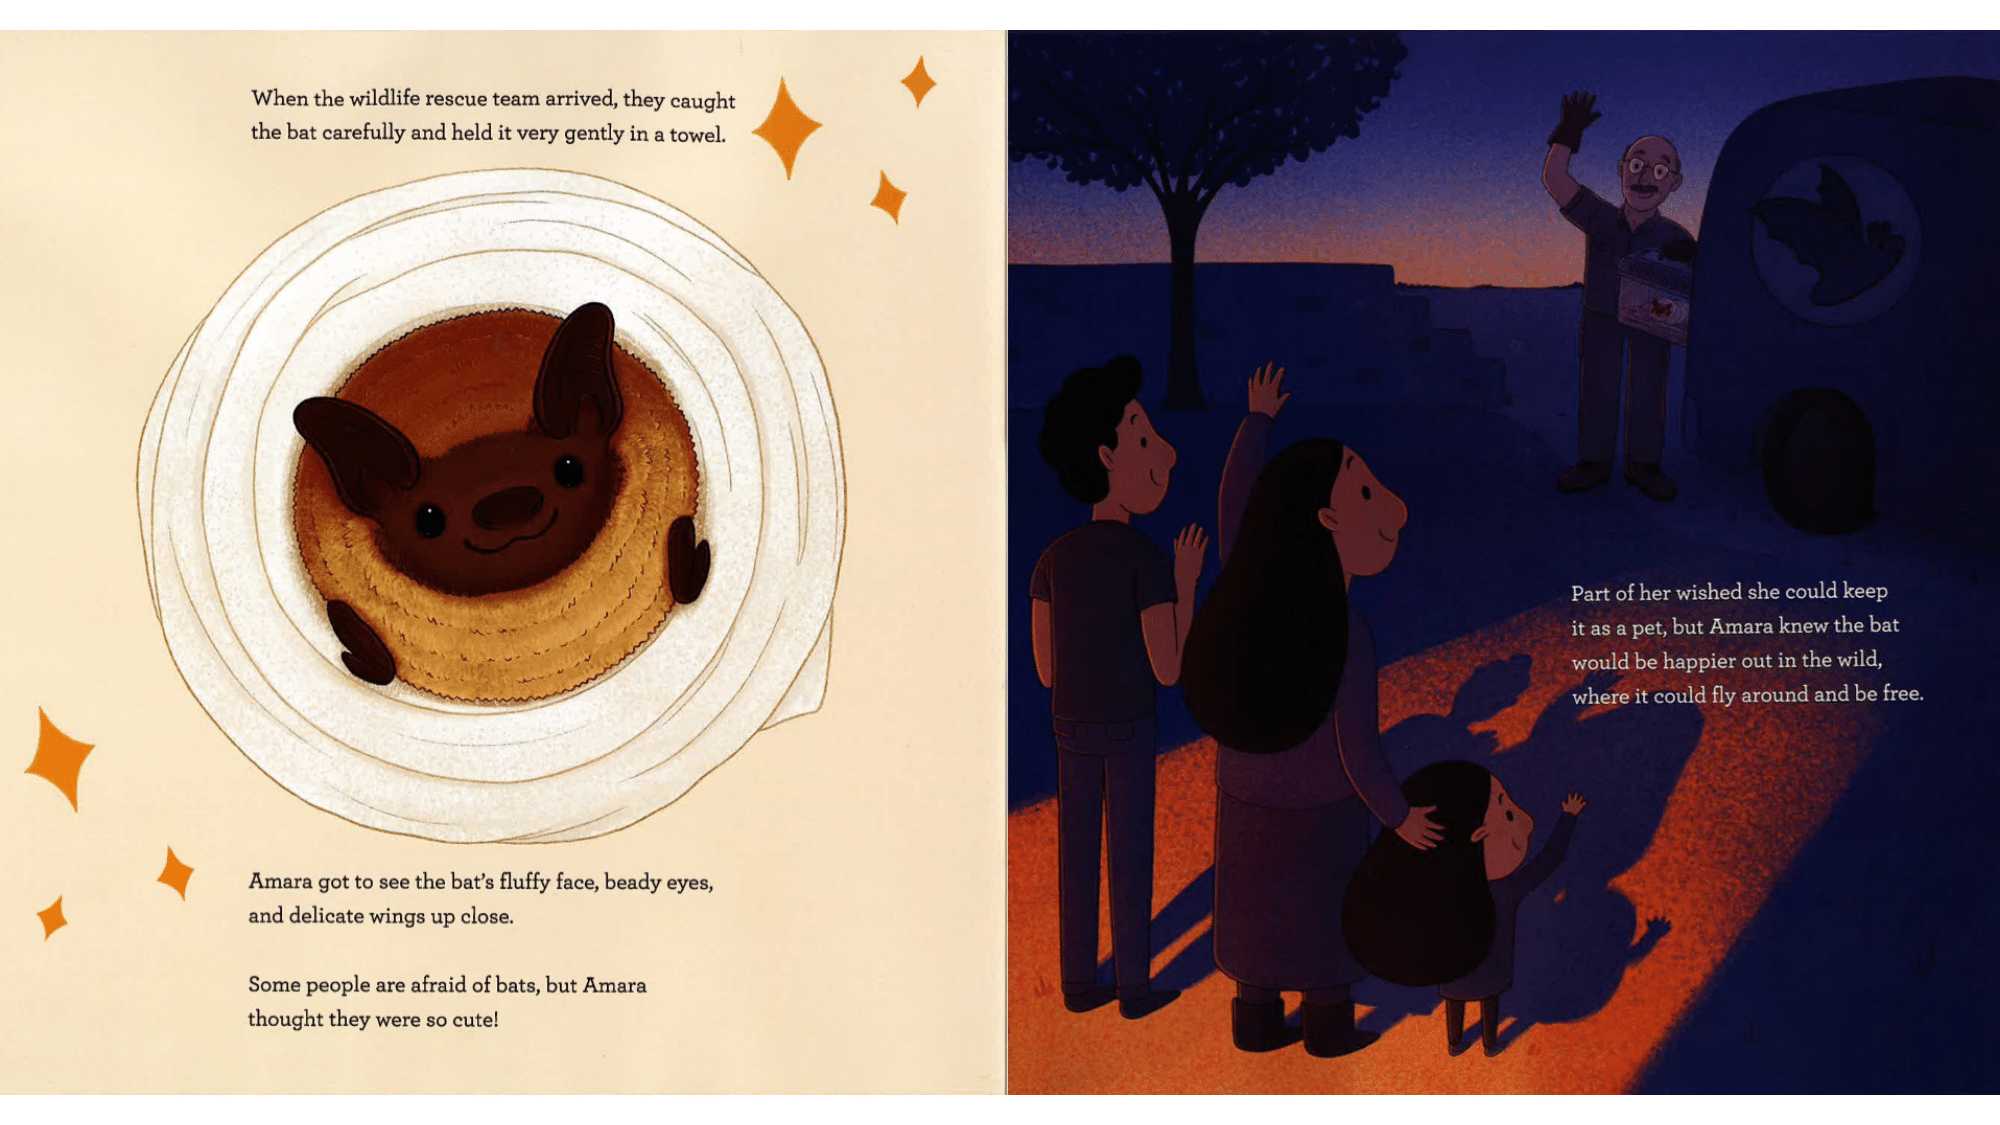 When the wildlife rescue team arrived, they caught
the bat carefully and held it very gently in a towel.
Amara got to see the bat's fluffy face, beady eyes,
and delicate wings up close.
Some people are afraid of bats, but Amara
thought they were so cute!
Part of her wished she could keep
it as a pet, but Amara knew the bat
would be happier out in the wild,
where it could fly around and be free.